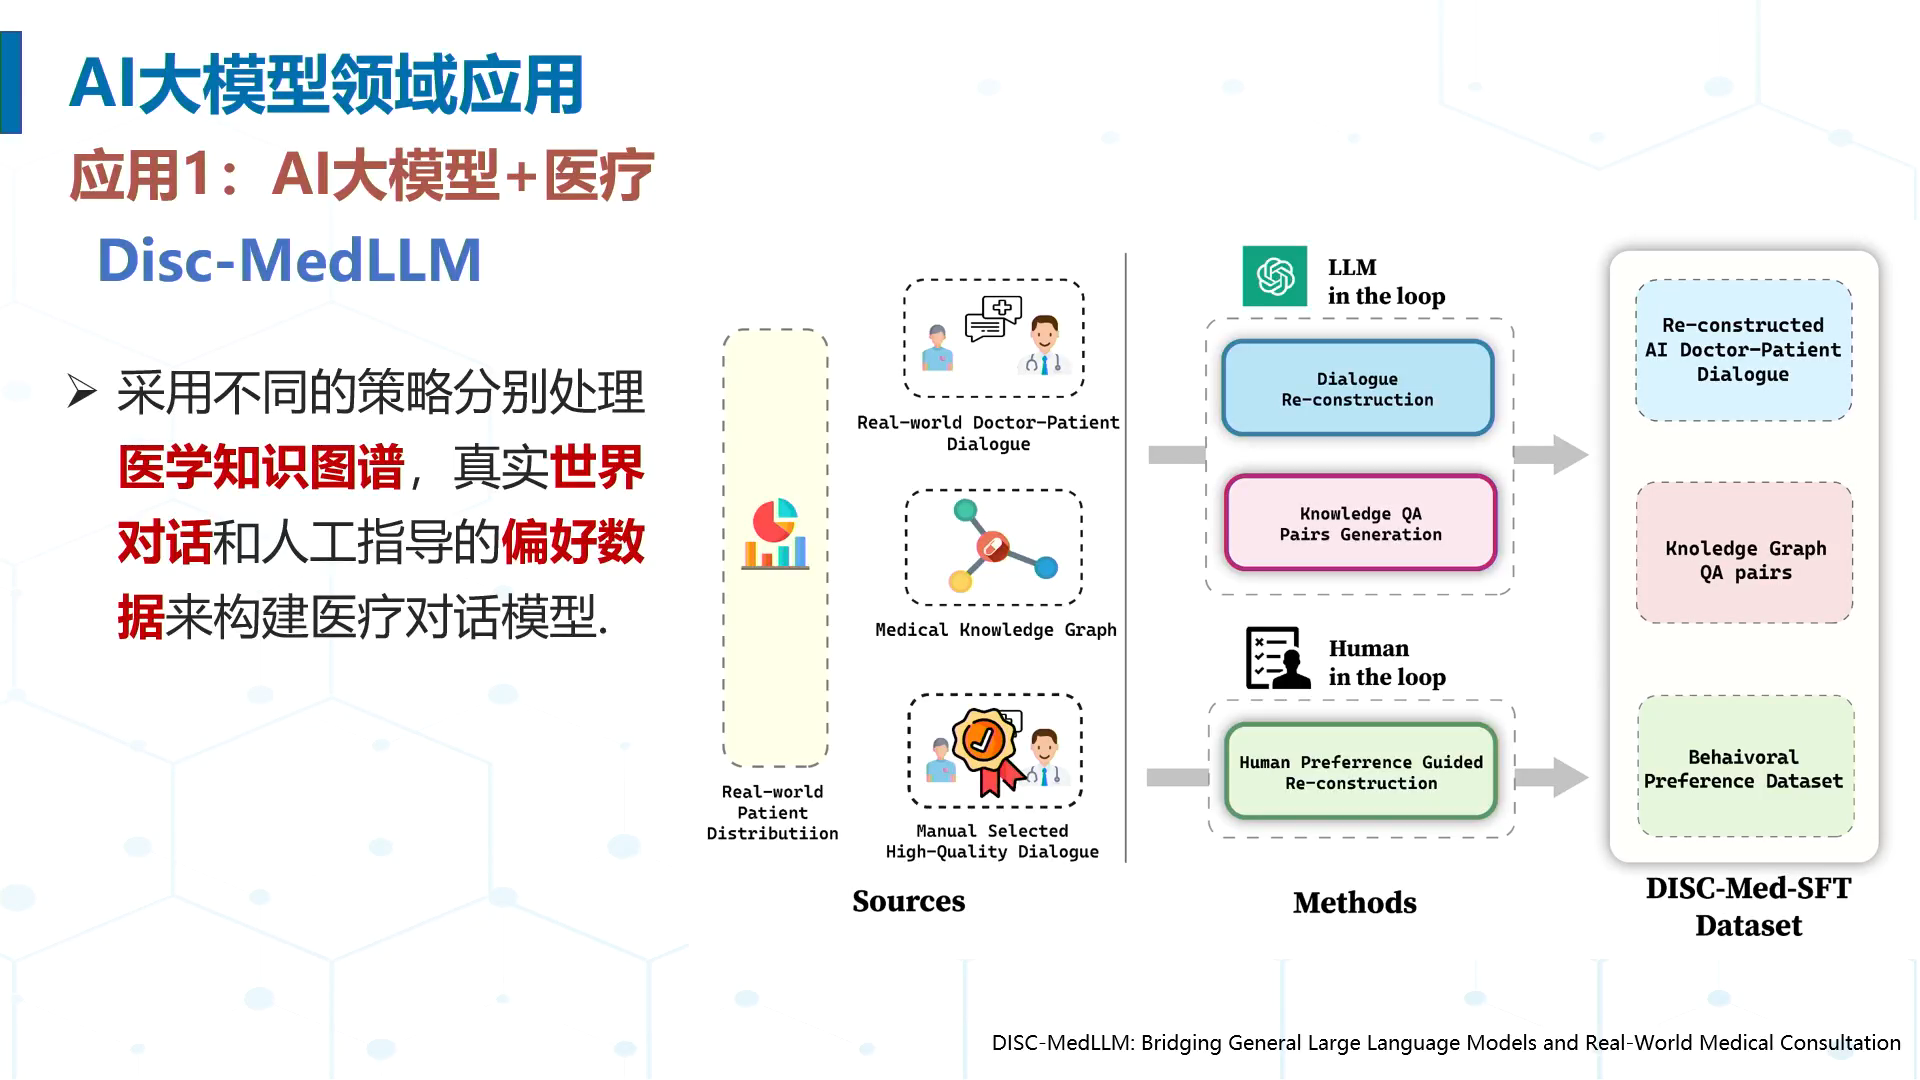 AI大模型领域应用
应用1：AI大模型+医疗
Disc-MedLLM
➢ 采用不同的策略分别处理
医学知识图谱，真实世界
对话和人工指导的偏好数
据来构建医疗对话模型.
Real-world
Patient
Distributiion
Real-world Doctor-Patient
Dialogue
Medical Knowledge Graph
Manual Selected
High-Quality Dialogue
Sources
LLM
in the loop
Dialogue
Re-construction
Knowledge QA
Pairs Generation
Human
in the loop
Human Preferrence Guided
Re-construction
Methods
Re-constructed
AI Doctor-Patient
Dialogue
Knoledge Graph
QA pairs
Behaivoral
Preference Dataset
DISC-Med-SFT
Dataset
DISC-MedLLM: Bridging General Large Language Models and Real-World Medical Consultation